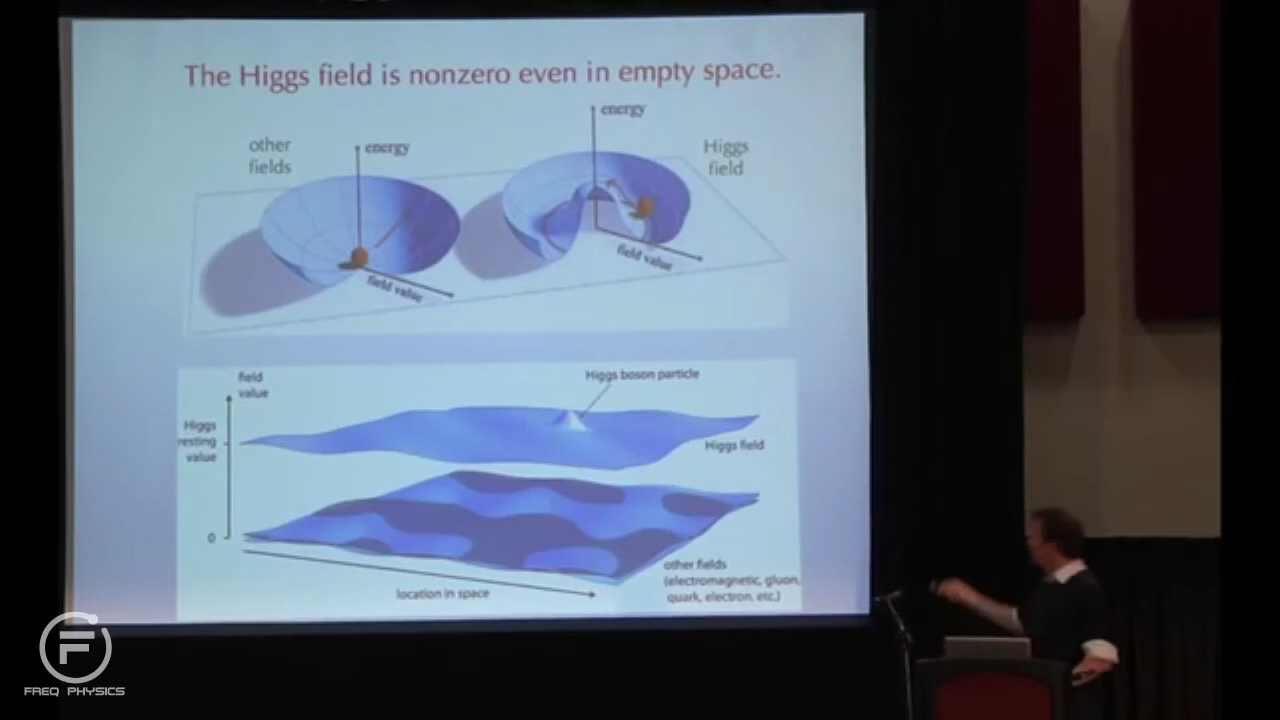 The Higgs field is nonzero even in empty space.
other
fields
energy
field value
energy
Higgs
field
field value
field
value
Higgs
resting
value
0
Higgs boson particle
Higgs field
location in space
other fields
(electromagnetic, gluon,
quark, electron, etc.)
F
FREQ PHYSICS